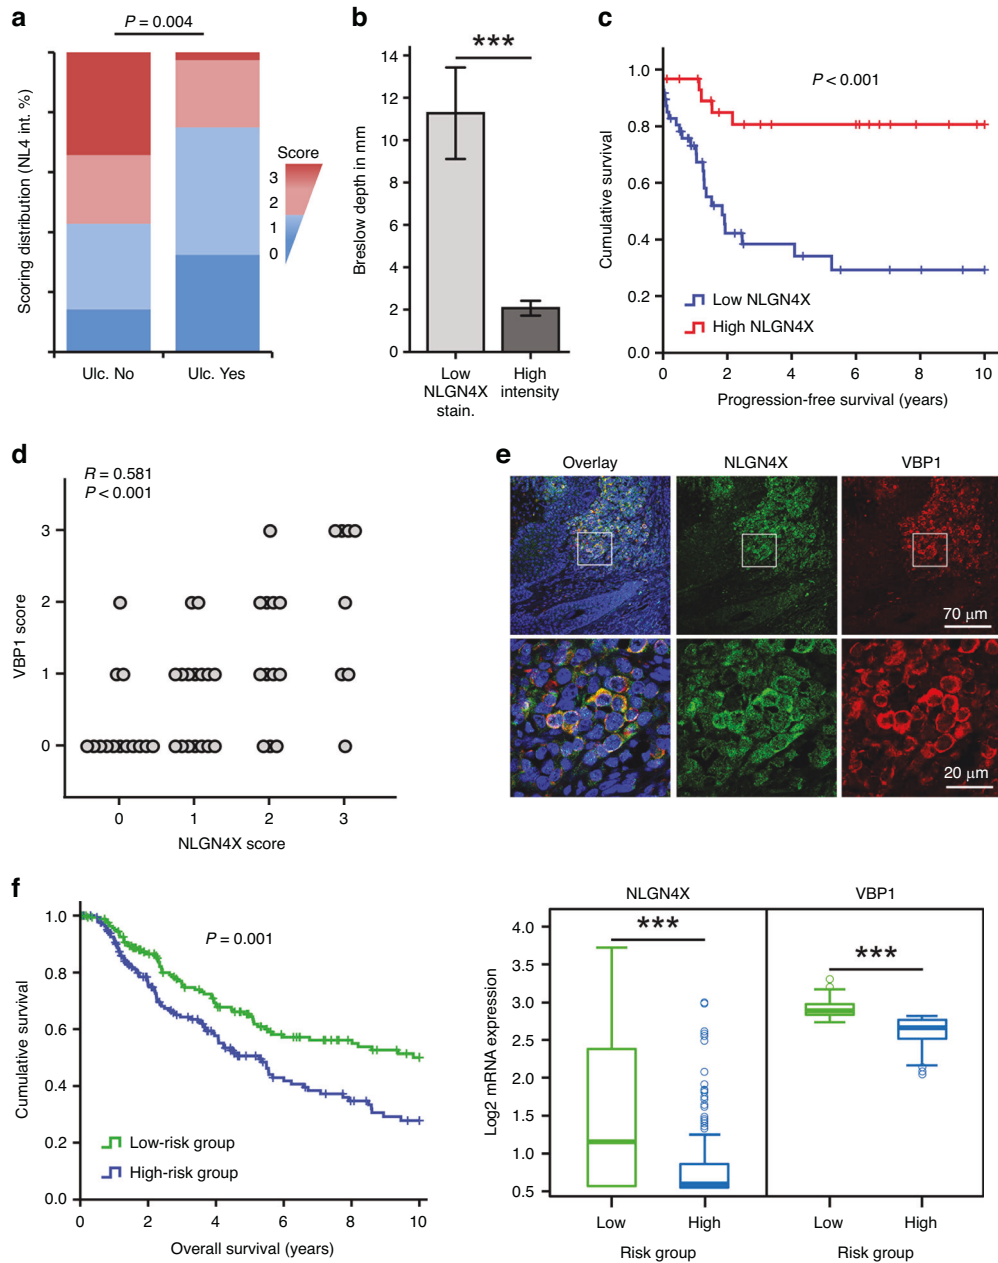 a
P = 0.004
Scoring distribution (NL4 int. %)
Score
3
2
1
0
Ulc. No
Ulc. Yes
b
***
Breslow depth in mm
14
12
10
8
6
4
2
0
Low
NLGN4X
stain.
High
intensity
c
P < 0.001
Cumulative survival
1.0
0.8
0.6
0.4
0.2
0.0
Low NLGN4X
High NLGN4X
0 2 4 6 8 10
Progression-free survival (years)
d
R = 0.581
P < 0.001
VBP1 score
3
2
1
0
0 1 2 3
NLGN4X score
e
Overlay NLGN4X VBP1
70 μm
20 μm
f
P = 0.001
Cumulative survival
1.0
0.8
0.6
0.4
0.2
0.0
Low-risk group
High-risk group
0 2 4 6 8 10
Overall survival (years)
NLGN4X VBP1
*** ***
Log2 mRNA expression
4.0
3.5
3.0
2.5
2.0
1.5
1.0
0.5
Low High Low High
Risk group Risk group